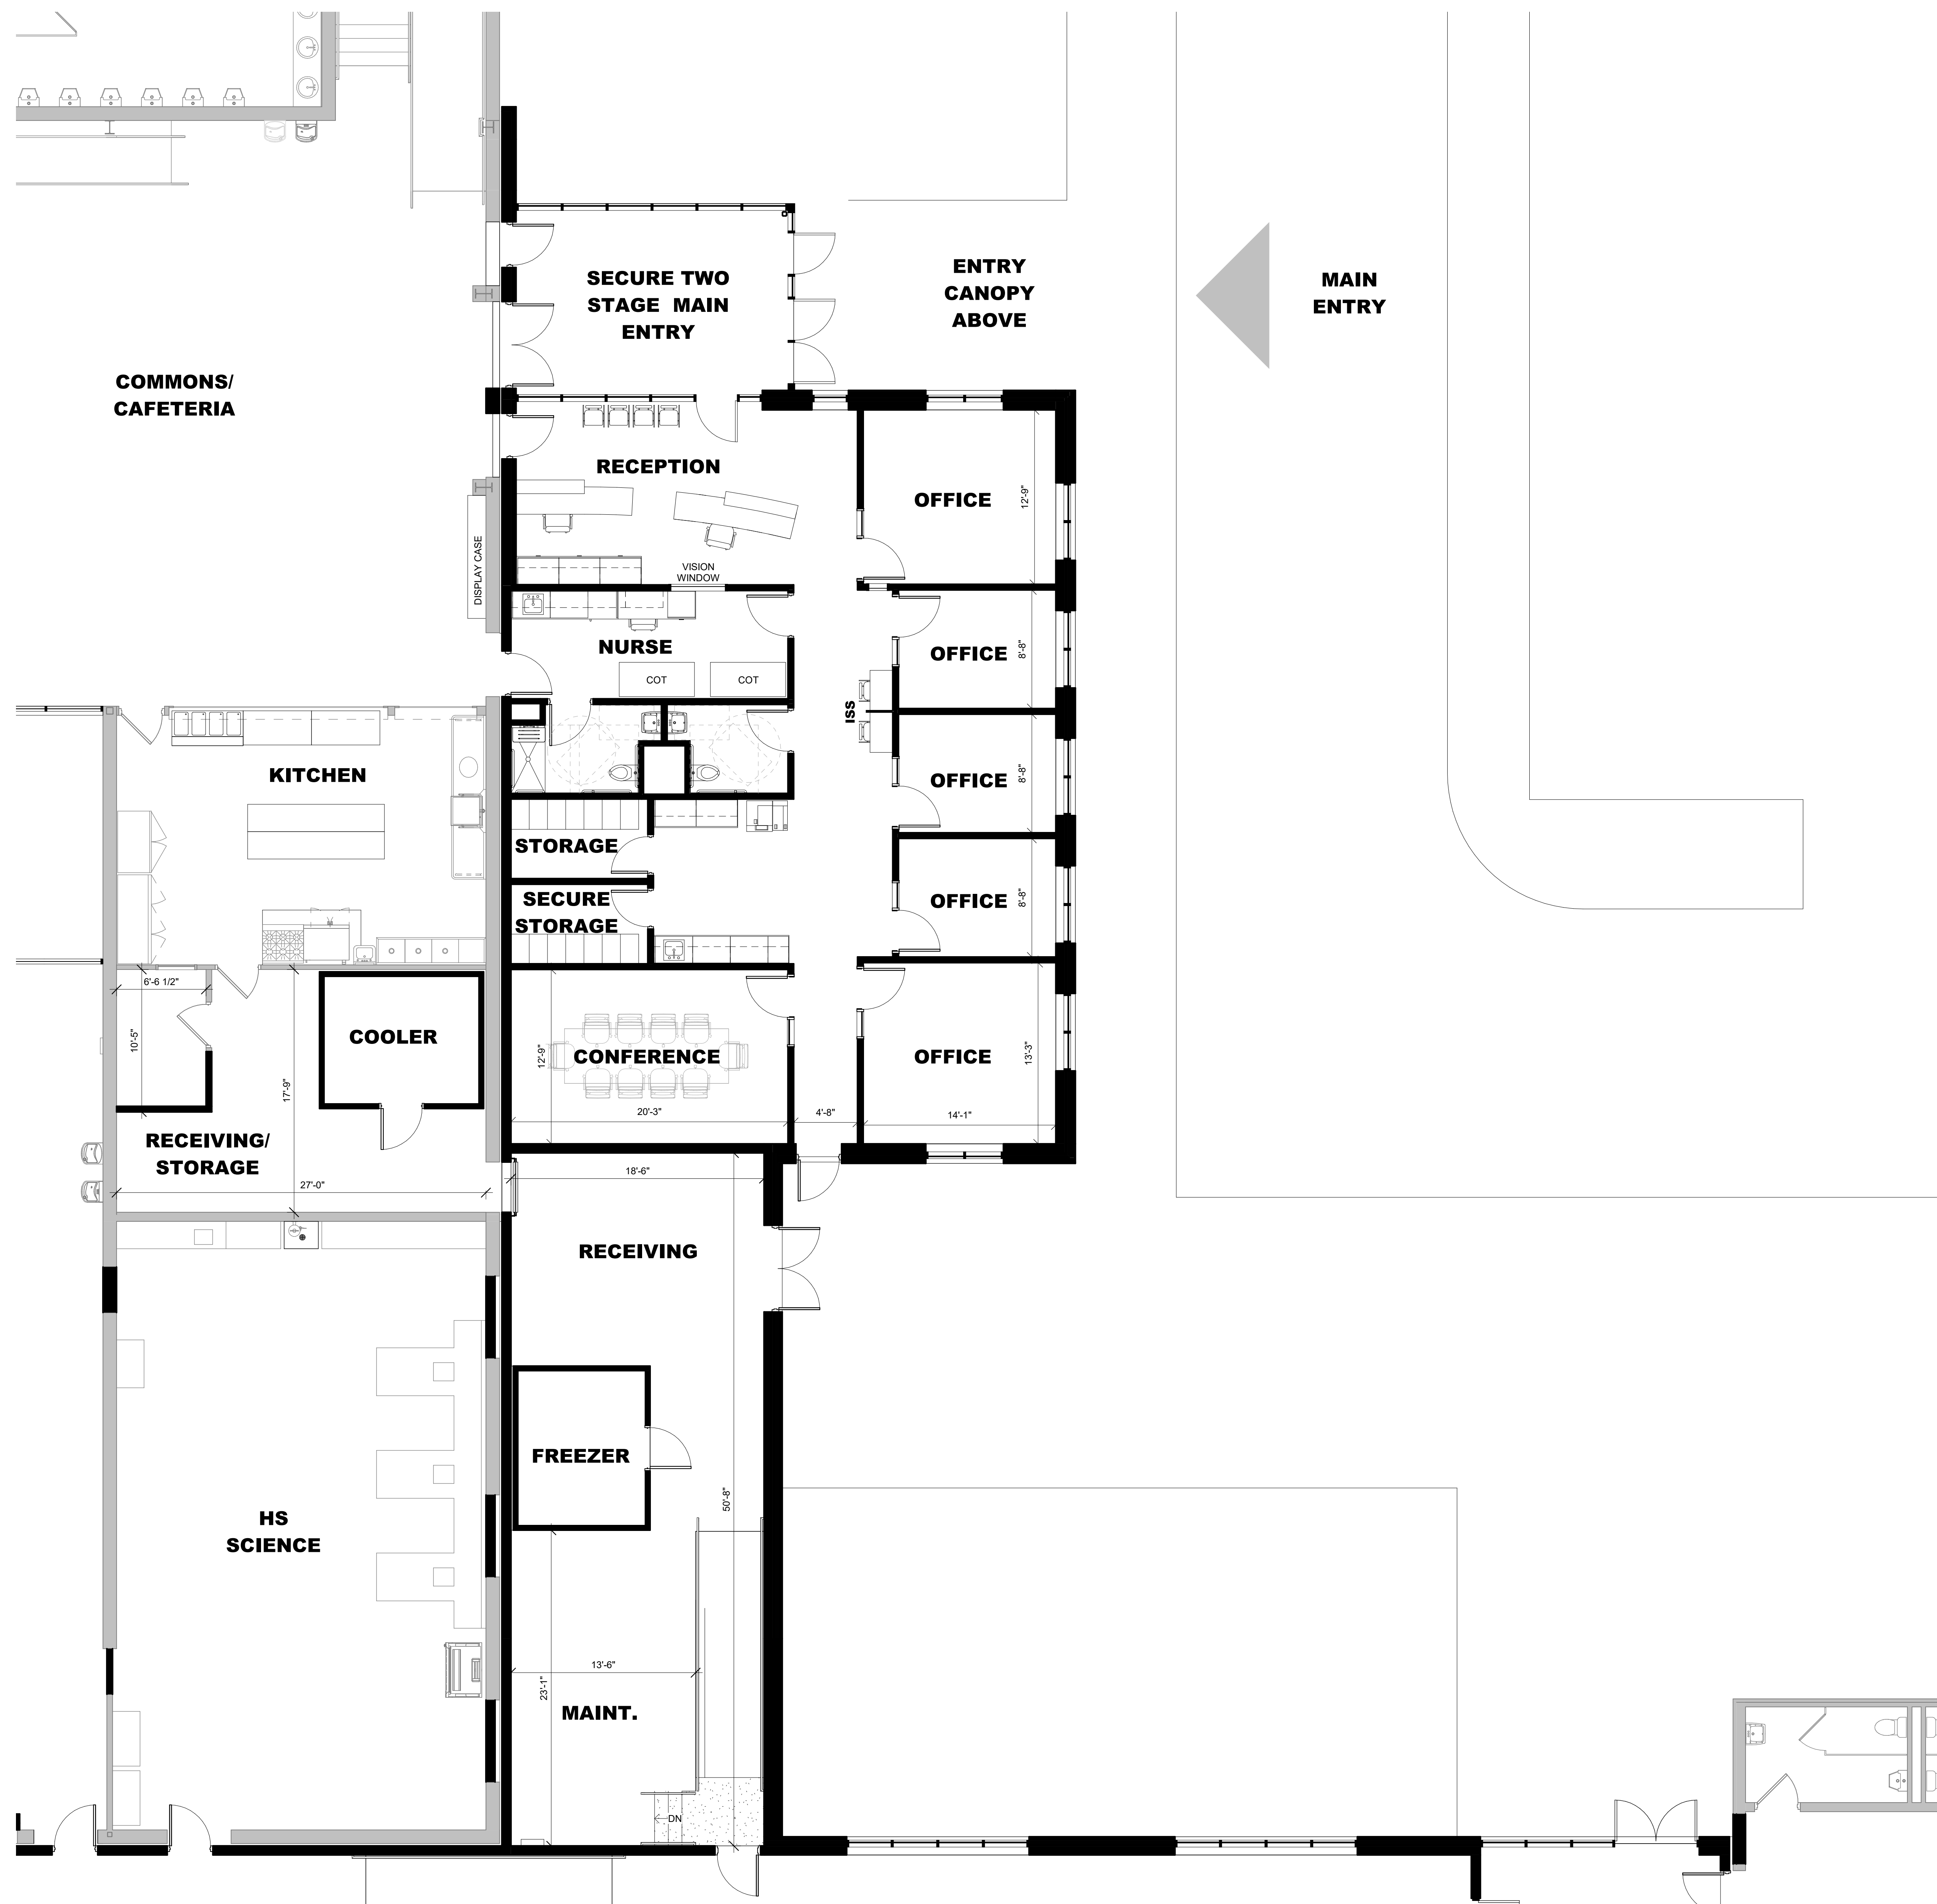 SECURE TWO
STAGE MAIN
ENTRY
ENTRY
CANOPY
ABOVE
MAIN
ENTRY
COMMONS/
CAFETERIA
RECEPTION
OFFICE
12'-9"
DISPLAY CASE
VISION
WINDOW
NURSE
COT
COT
OFFICE
8'-8"
ISS
KITCHEN
OFFICE
8'-8"
STORAGE
SECURE
STORAGE
OFFICE
8'-8"
6'-6 1/2"
10'-5"
COOLER
17'-9"
12'-9"
CONFERENCE
20'-3"
4'-8"
OFFICE
13'-3"
14'-1"
RECEIVING/
STORAGE
27'-0"
18'-6"
RECEIVING
FREEZER
50'-8"
HS
SCIENCE
13'-6"
23'-1"
MAINT.
DN